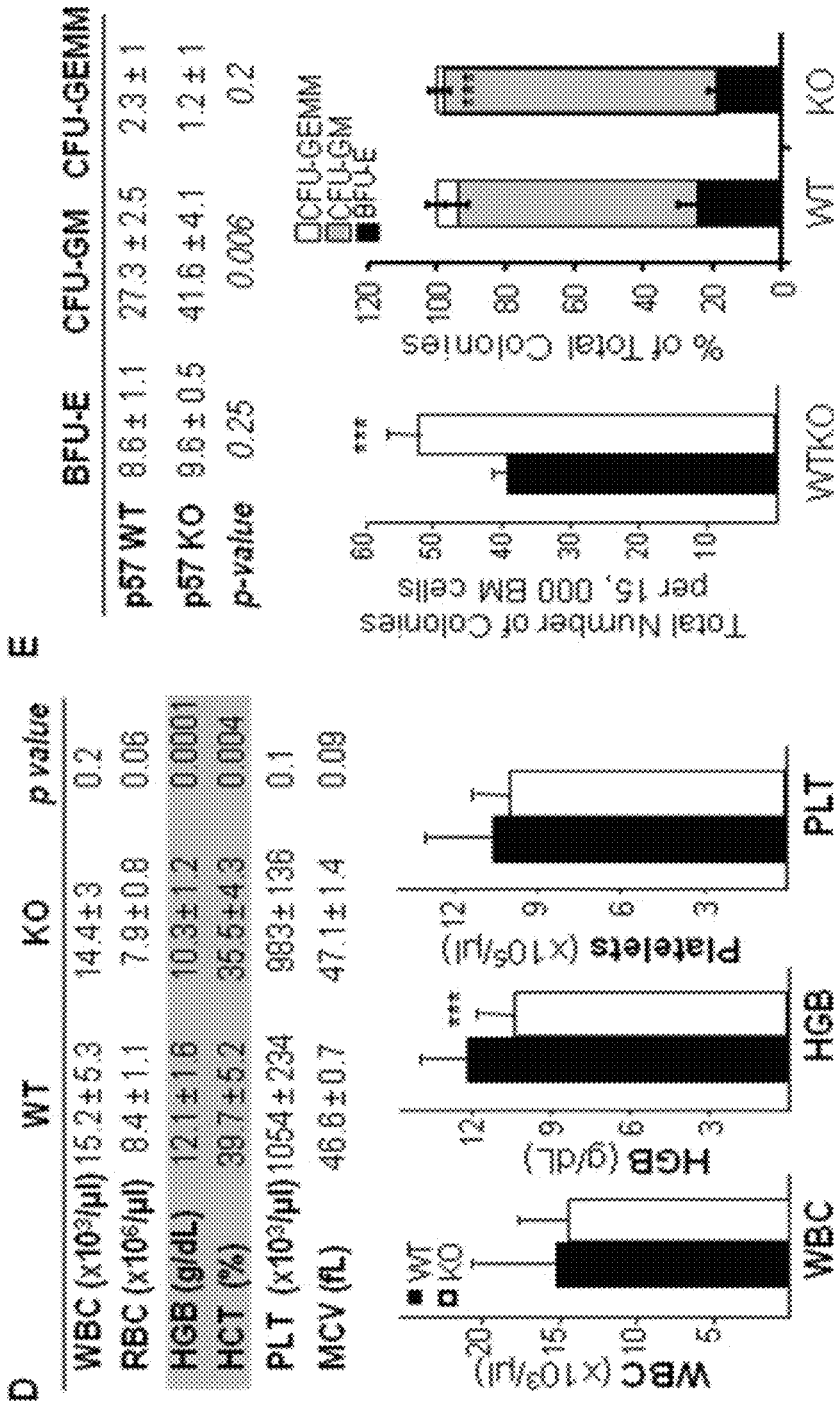 D
WT KO p value
WBC (x10³/µl) 15.2±5.3 14.4±3 0.2
RBC (x10⁶/µl) 8.4±1.1 7.9±0.8 0.06
HGB (g/dL) 12.1±1.6 10.3±1.2 0.0001
HCT (%) 39.7±5.2 35.5±4.3 0.004
PLT (x10³/µl) 1054±234 983±136 0.1
MCV (fL) 46.6±0.7 47.1±1.4 0.09
WBC (x10³/µl)
20
15
10
5
WT
KO
WBC
HGB (g/dL)
12
9
6
3
***
HGB
Platelets (x10⁵/µl)
12
9
6
3
PLT
E
BFU-E CFU-GM CFU-GEMM
p57 WT 8.6±1.1 27.3±2.5 2.3±1
p57 KO 9.6±0.5 41.6±4.1 1.2±1
p-value 0.25 0.006 0.2
Total Number of Colonies
per 15, 000 BM cells
60
50
40
30
20
10
***
WTKO
% of Total Colonies
120
100
80
60
40
20
0
CFU-GEMM
CFU-GM
BFU-E
***
WT KO